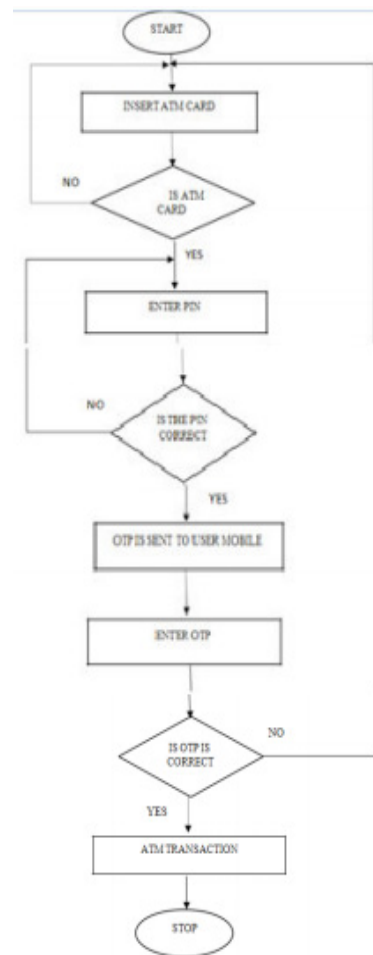 START
INSERT ATM CARD
NO
IS ATM
CARD
YES
ENTER PIN
NO
IS THE PIN
CORRECT
YES
OTP IS SENT TO USER MOBILE
ENTER OTP
IS OTP IS
CORRECT
NO
YES
ATM TRANSACTION
STOP